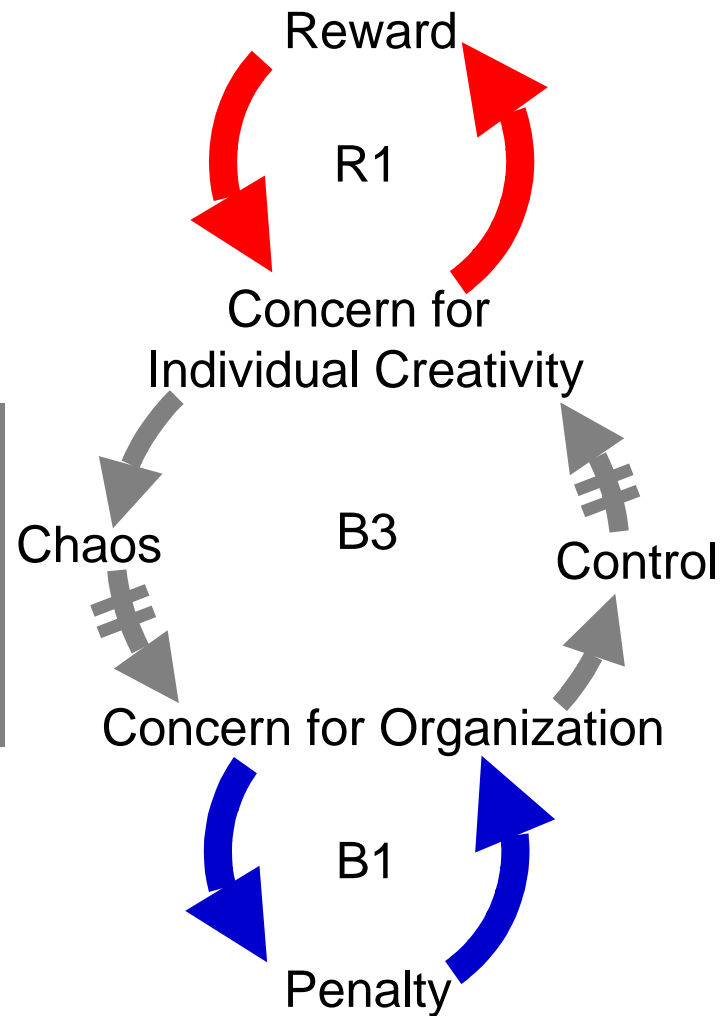 Reward
R1
Concern for
Individual Creativity
Chaos
B3
Control
Concern for Organization
B1
Penalty